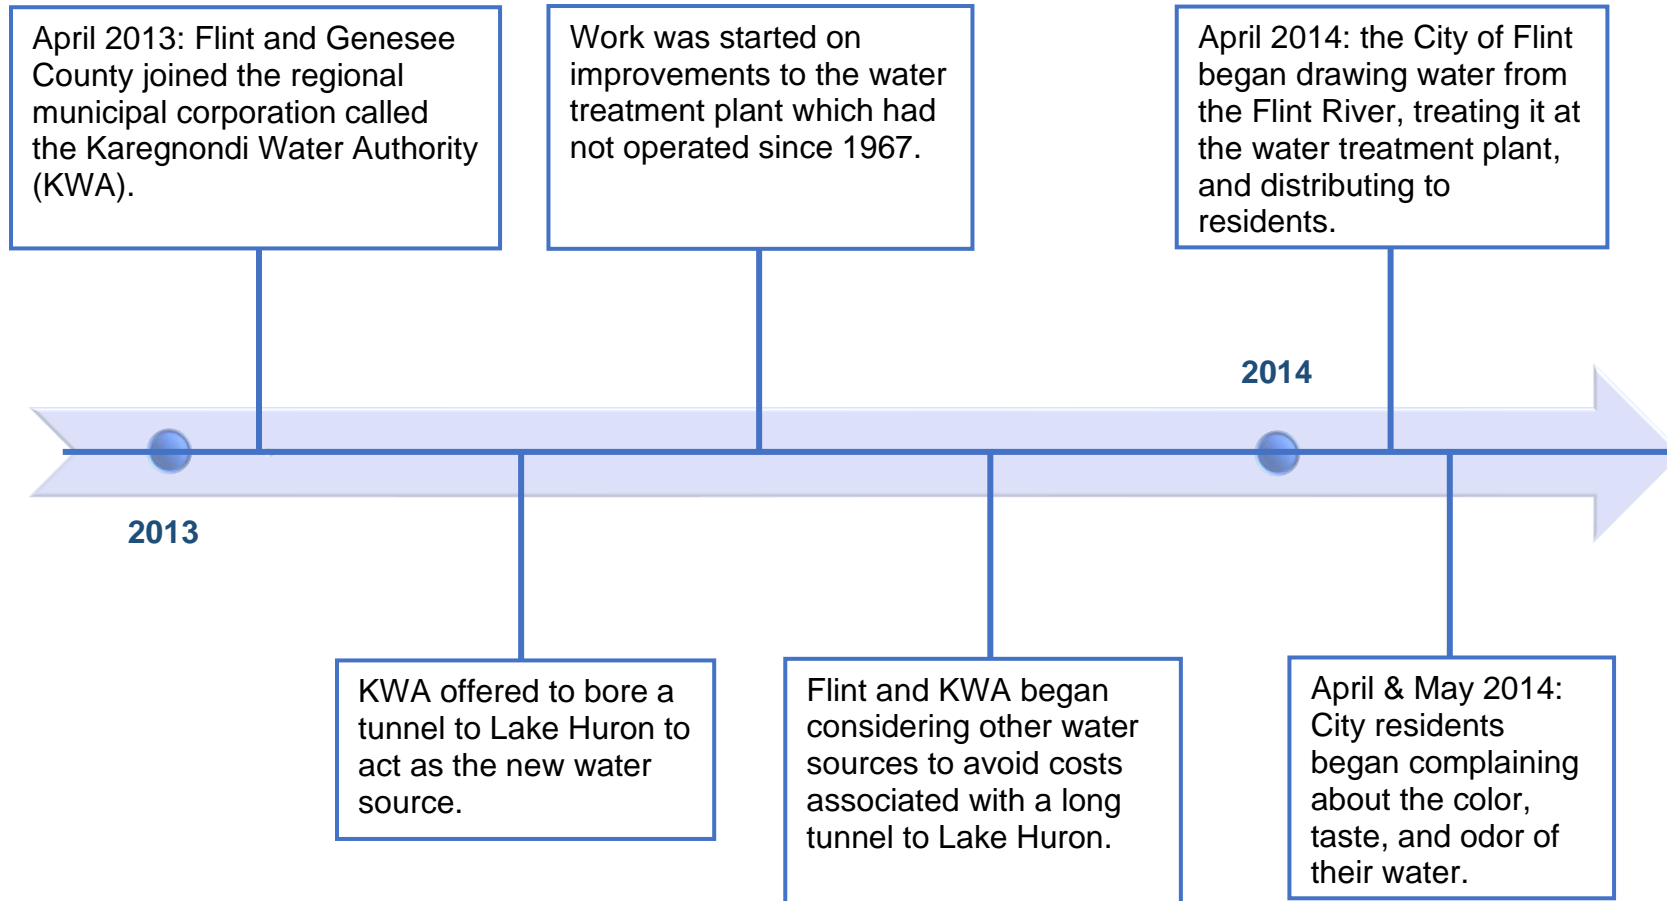 April 2013: Flint and Genesee
County joined the regional
municipal corporation called
the Karegnondi Water Authority
(KWA).
Work was started on
improvements to the water
treatment plant which had
not operated since 1967.
April 2014: the City of Flint
began drawing water from
the Flint River, treating it at
the water treatment plant,
and distributing to
residents.
2014
2013
KWA offered to bore a
tunnel to Lake Huron to
act as the new water
source.
Flint and KWA began
considering other water
sources to avoid costs
associated with a long
tunnel to Lake Huron.
April & May 2014:
City residents
began complaining
about the color,
taste, and odor of
their water.